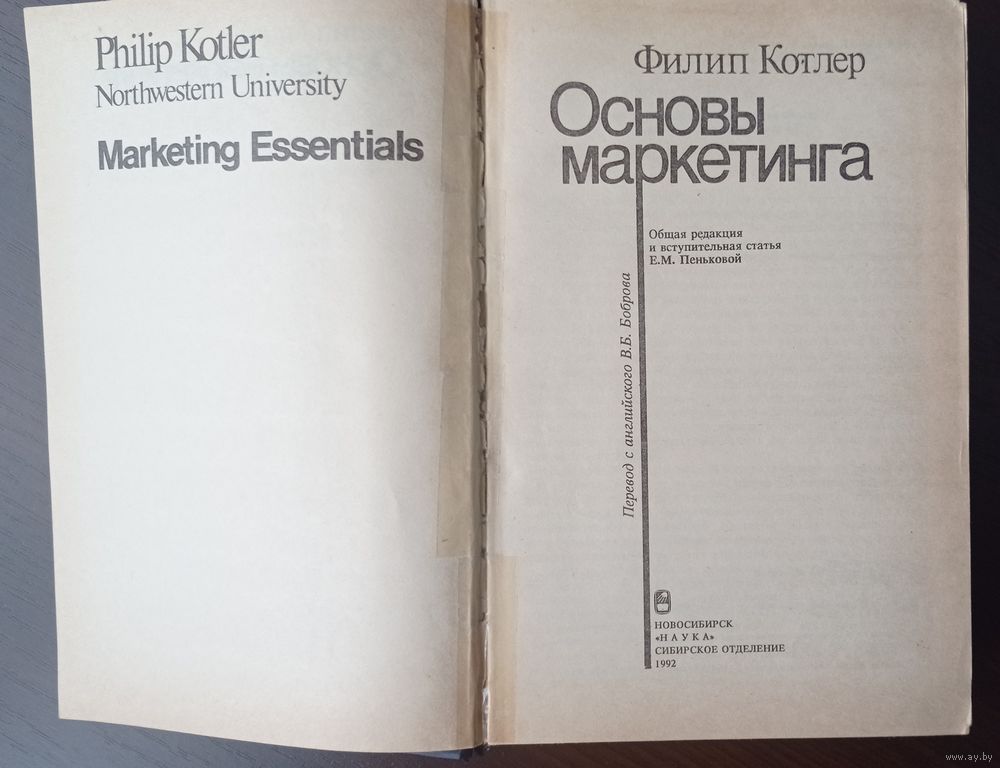 Philip Kotler
Northwestern University
Marketing Essentials
Филип Котлер
Основы
маркетинга
Общая редакция
и вступительная статья
Е.М. Пеньковой
Перевод с английского В.Б. Боброва
НОВОСИБИРСК
«НАУКА»
СИБИРСКОЕ ОТДЕЛЕНИЕ
1992
www.ay.by